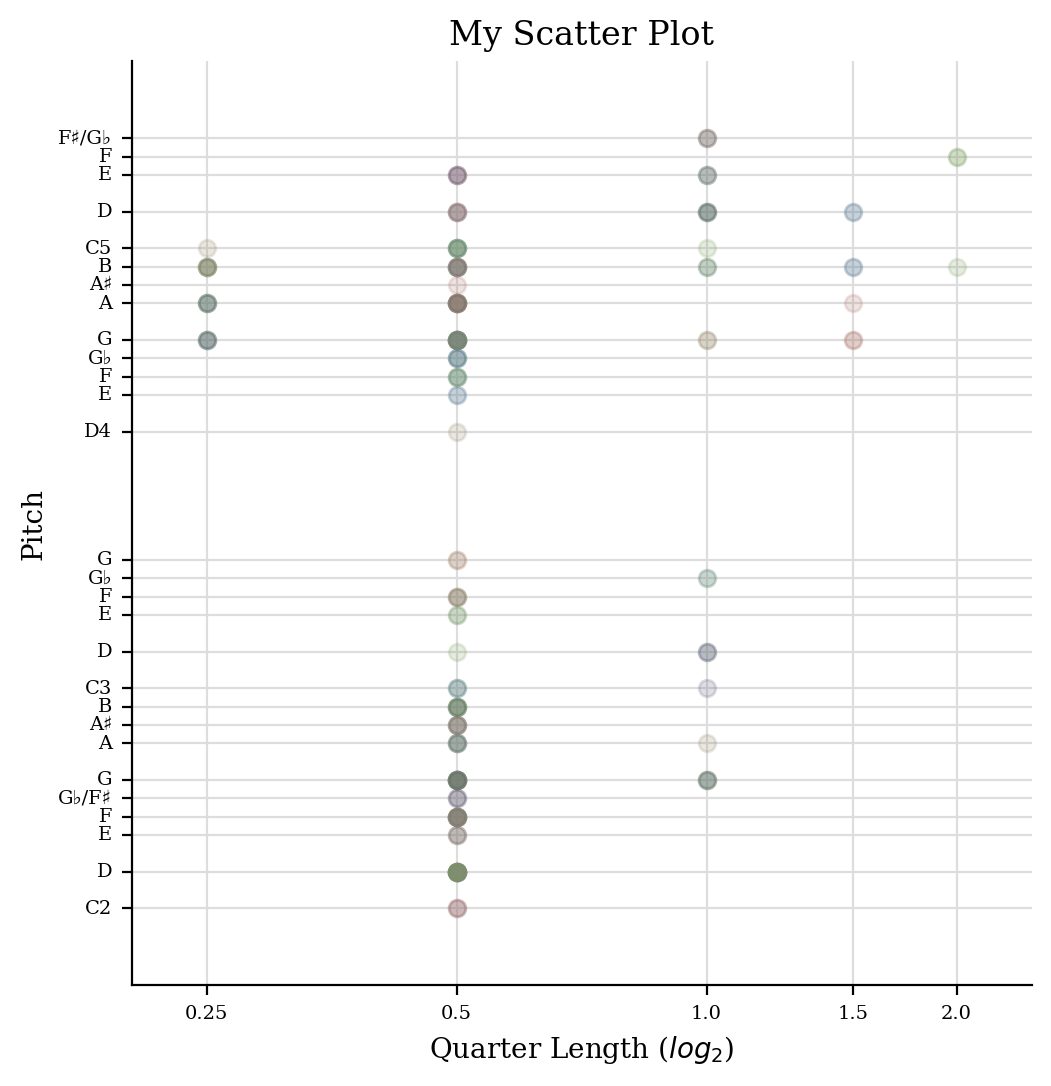 My Scatter Plot
F♯/G♭
F
E
D
C5
B
A♯
A
G
G♭
F
E
D4
G
G♭
F
E
D
C3
B
A♯
A
G
G♭/F♯
F
E
D
C2
Pitch
0.25 0.5 1.0 1.5 2.0
Quarter Length (log₂)